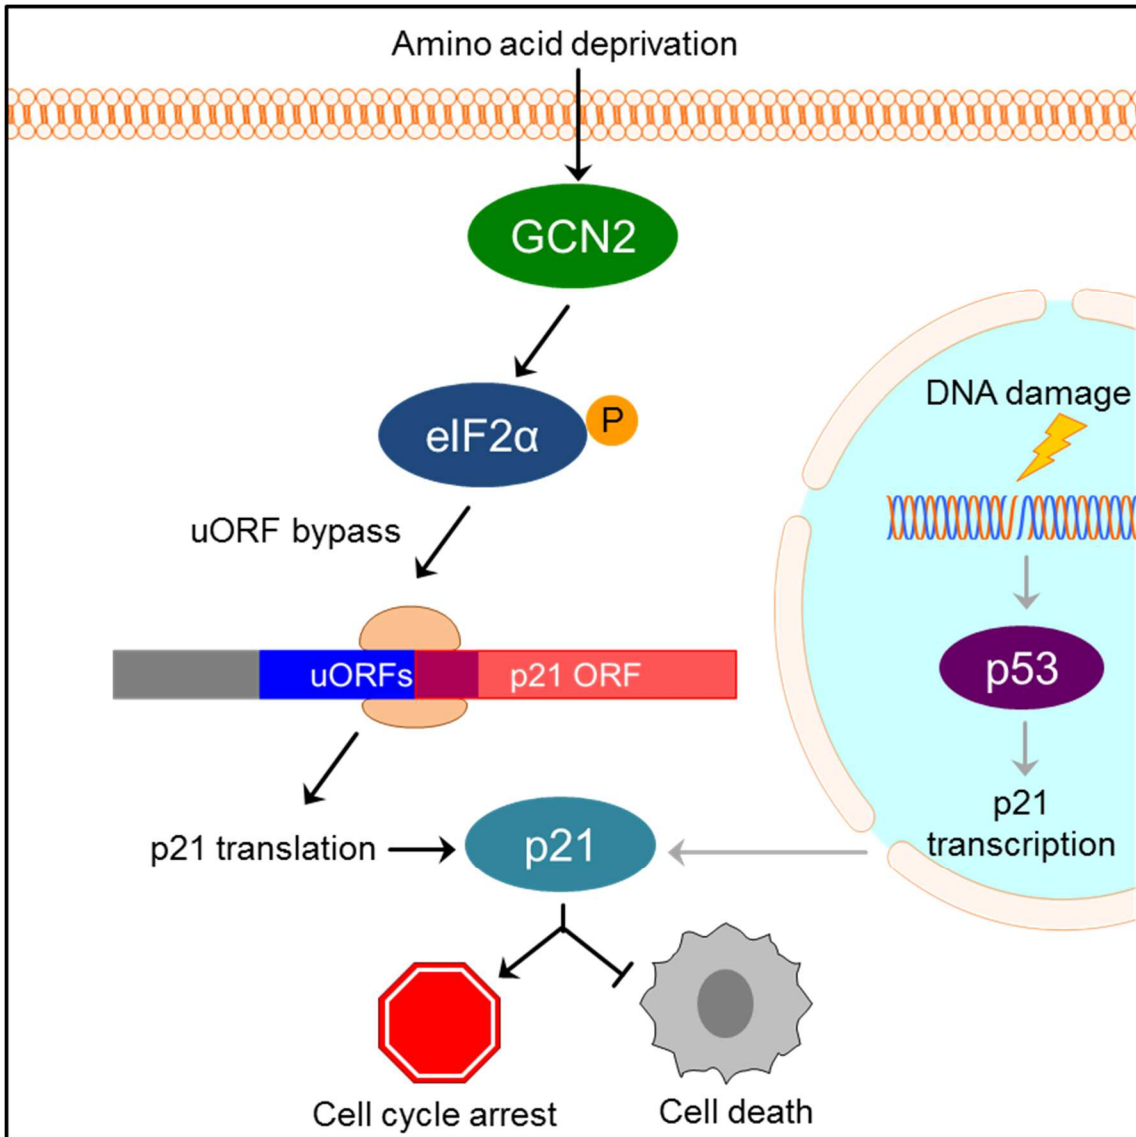 Amino acid deprivation
GCN2
eIF2α
P
uORF bypass
uORFs
p21 ORF
p21 translation
p21
DNA damage
p53
p21
transcription
Cell cycle arrest
Cell death